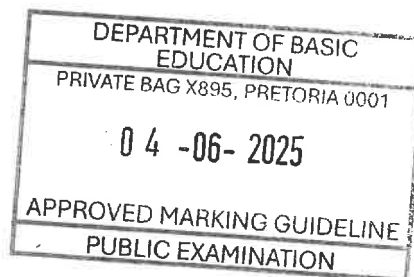 DEPARTMENT OF BASIC
EDUCATION
PRIVATE BAG X895, PRETORIA 0001
04 -06- 2025
APPROVED MARKING GUIDELINE
PUBLIC EXAMINATION